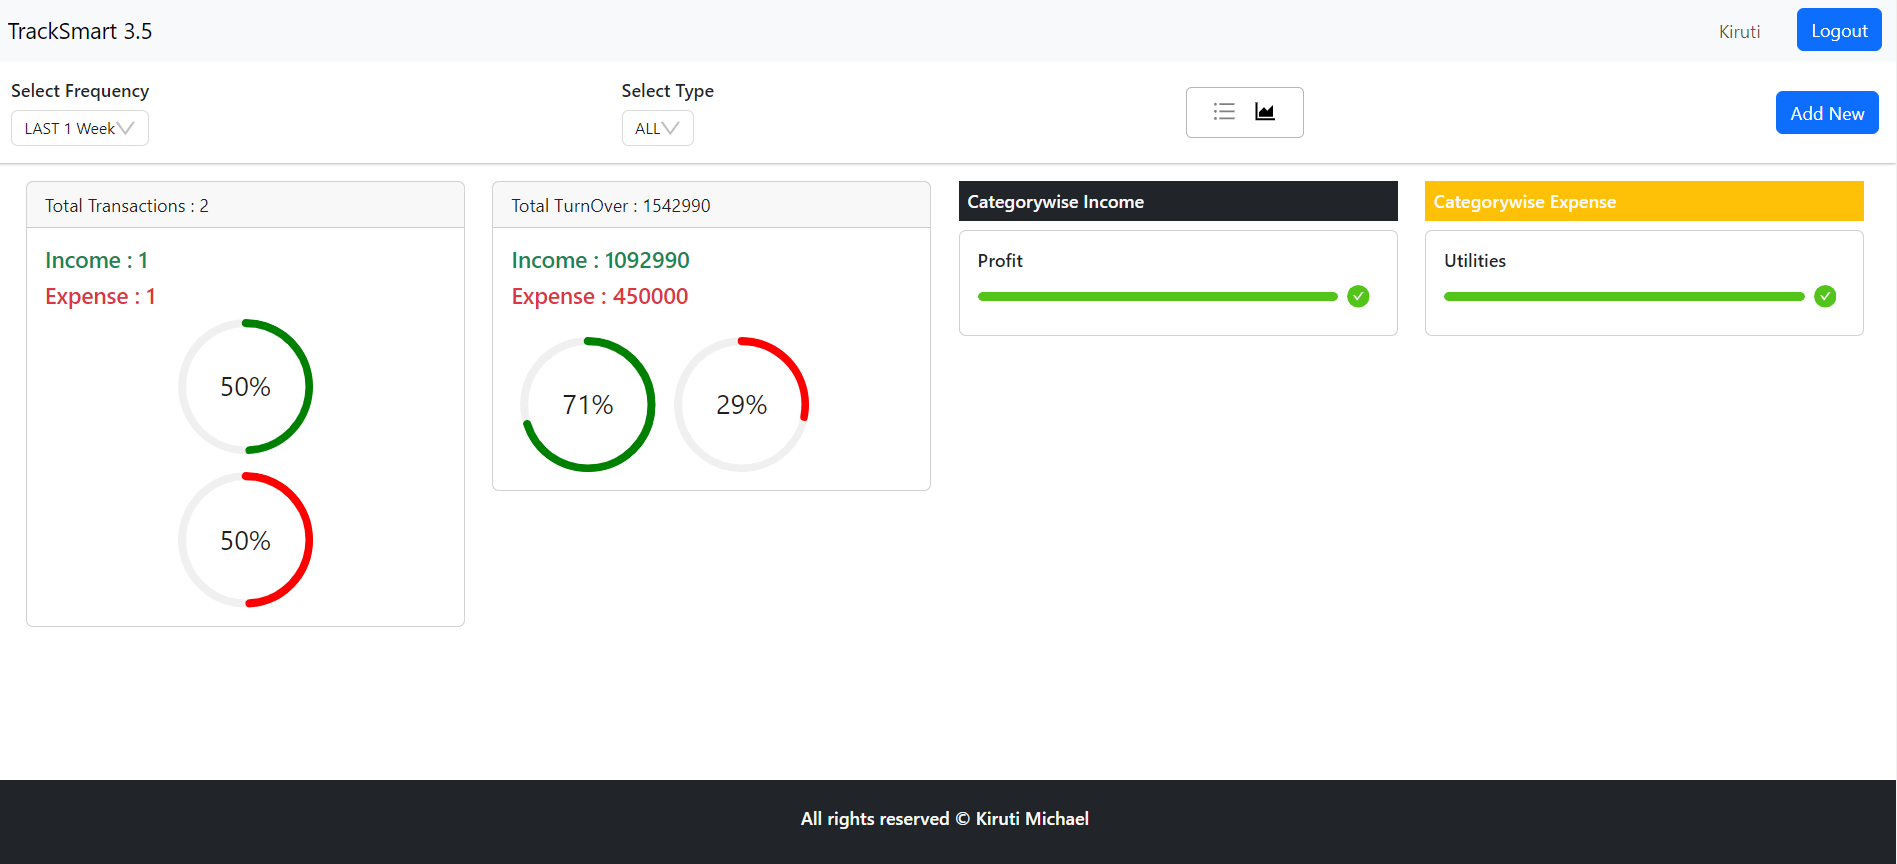 TrackSmart 3.5
Kiruti
Logout
Select Frequency
LAST 1 Week
Select Type
ALL
Add New
Total Transactions : 2
Income : 1
Expense : 1
50%
50%
Total TurnOver : 1542990
Income : 1092990
Expense : 450000
71%
29%
Categorywise Income
Profit
Categorywise Expense
Utilities
All rights reserved © Kiruti Michael